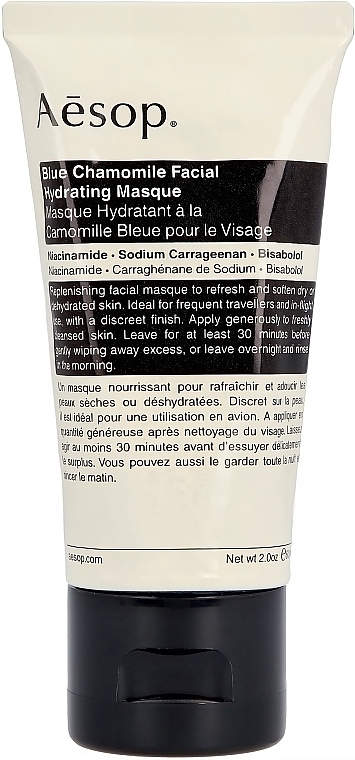 Aēsop®
Blue Chamomile Facial
Hydrating Masque
Masque Hydratant à la
Camomille Bleue pour le Visage
Niacinamide · Sodium Carrageenan · Bisabolol
Niacinamide · Carraghénane de Sodium · Bisabolol
Replenishing facial masque to refresh and soften dry or
dehydrated skin. Ideal for frequent travellers and in-flight
use, with a discreet finish. Apply generously to freshly
cleansed skin. Leave for at least 30 minutes before
gently wiping away excess, or leave overnight and rinse
in the morning.
Un masque nourrissant pour rafraîchir et adoucir les
peaux sèches ou déshydratées. Discret sur la peau,
il est idéal pour une utilisation en avion. A appliquer en
quantité généreuse après nettoyage du visage. Laisser
agir au moins 30 minutes avant d'essuyer délicatement
le surplus. Vous pouvez aussi le garder toute la nuit et
rincer le matin.
aesop.com
Net wt 2.0oz ℮